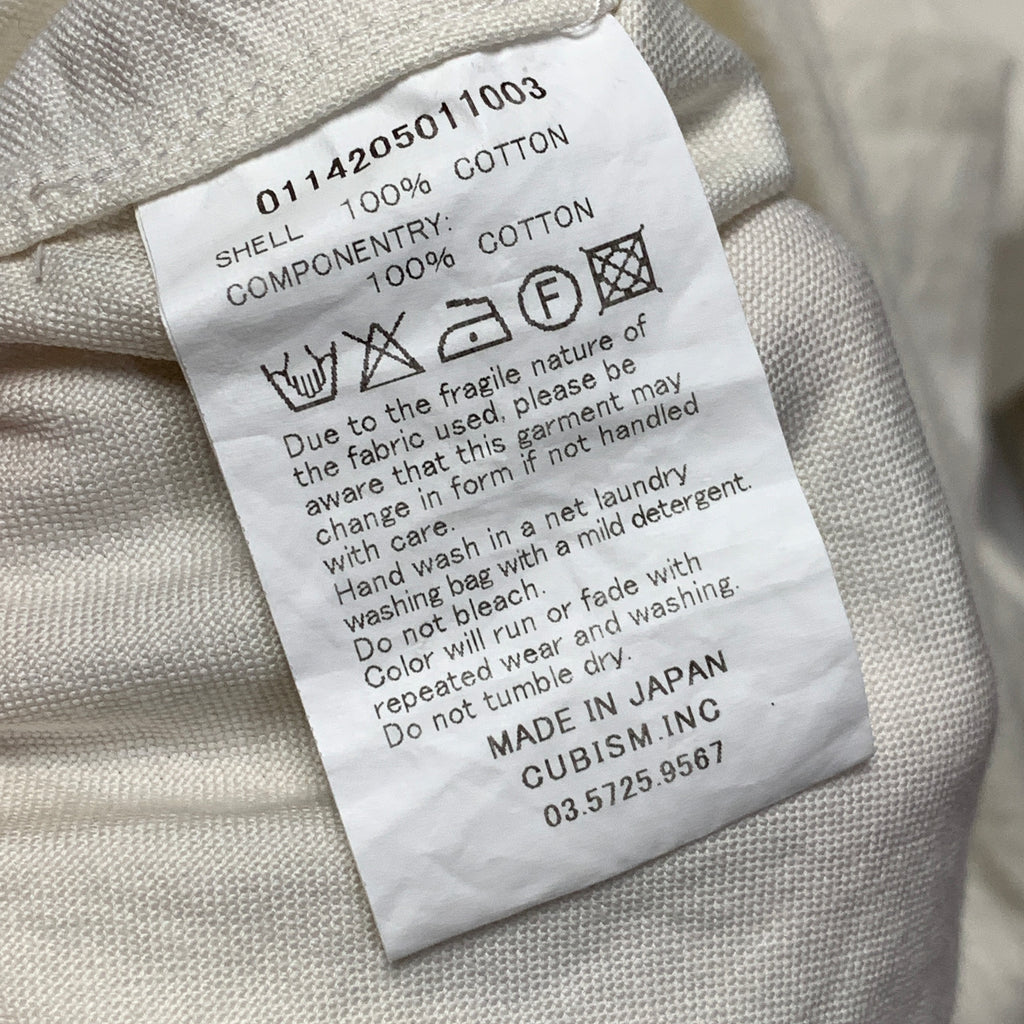 0114205011003
SHELL 100% COTTON
COMPONENTRY:
100% COTTON
F
Due to the fragile nature of
the fabric used, please be
aware that this garment may
change in form if not handled
with care.
Hand wash in a net laundry
washing bag with a mild detergent.
Do not bleach.
Color will run or fade with
repeated wear and washing.
Do not tumble dry.
MADE IN JAPAN
CUBISM.INC
03.5725.9567